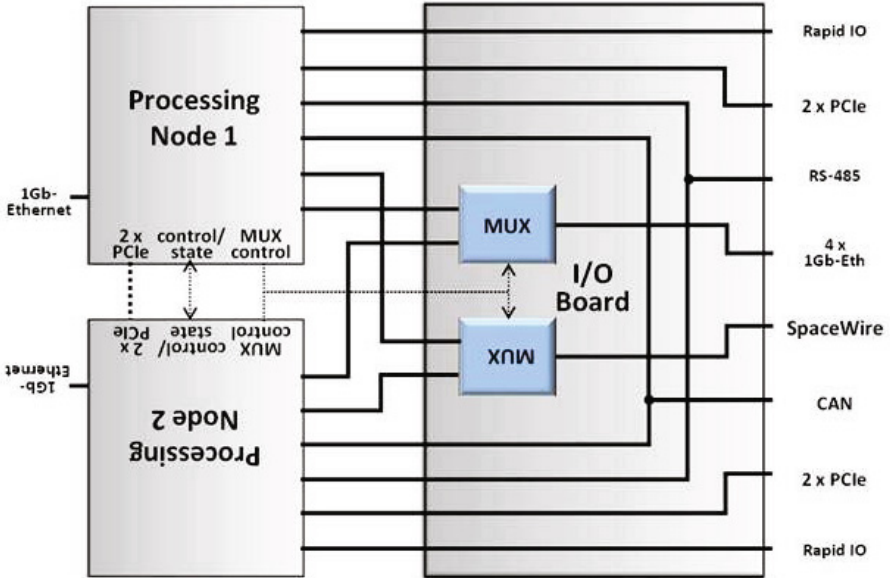 Processing
Node 1
1Gb-
Ethernet
2 x
PCIe
control/
state
MUX
control
2 x
PCIe
control/
state
MUX
control
1Gb-
Ethernet
Processing
Node 2
MUX
MUX
I/O
Board
Rapid IO
2 x PCIe
RS-485
4 x
1Gb-Eth
SpaceWire
CAN
2 x PCIe
Rapid IO